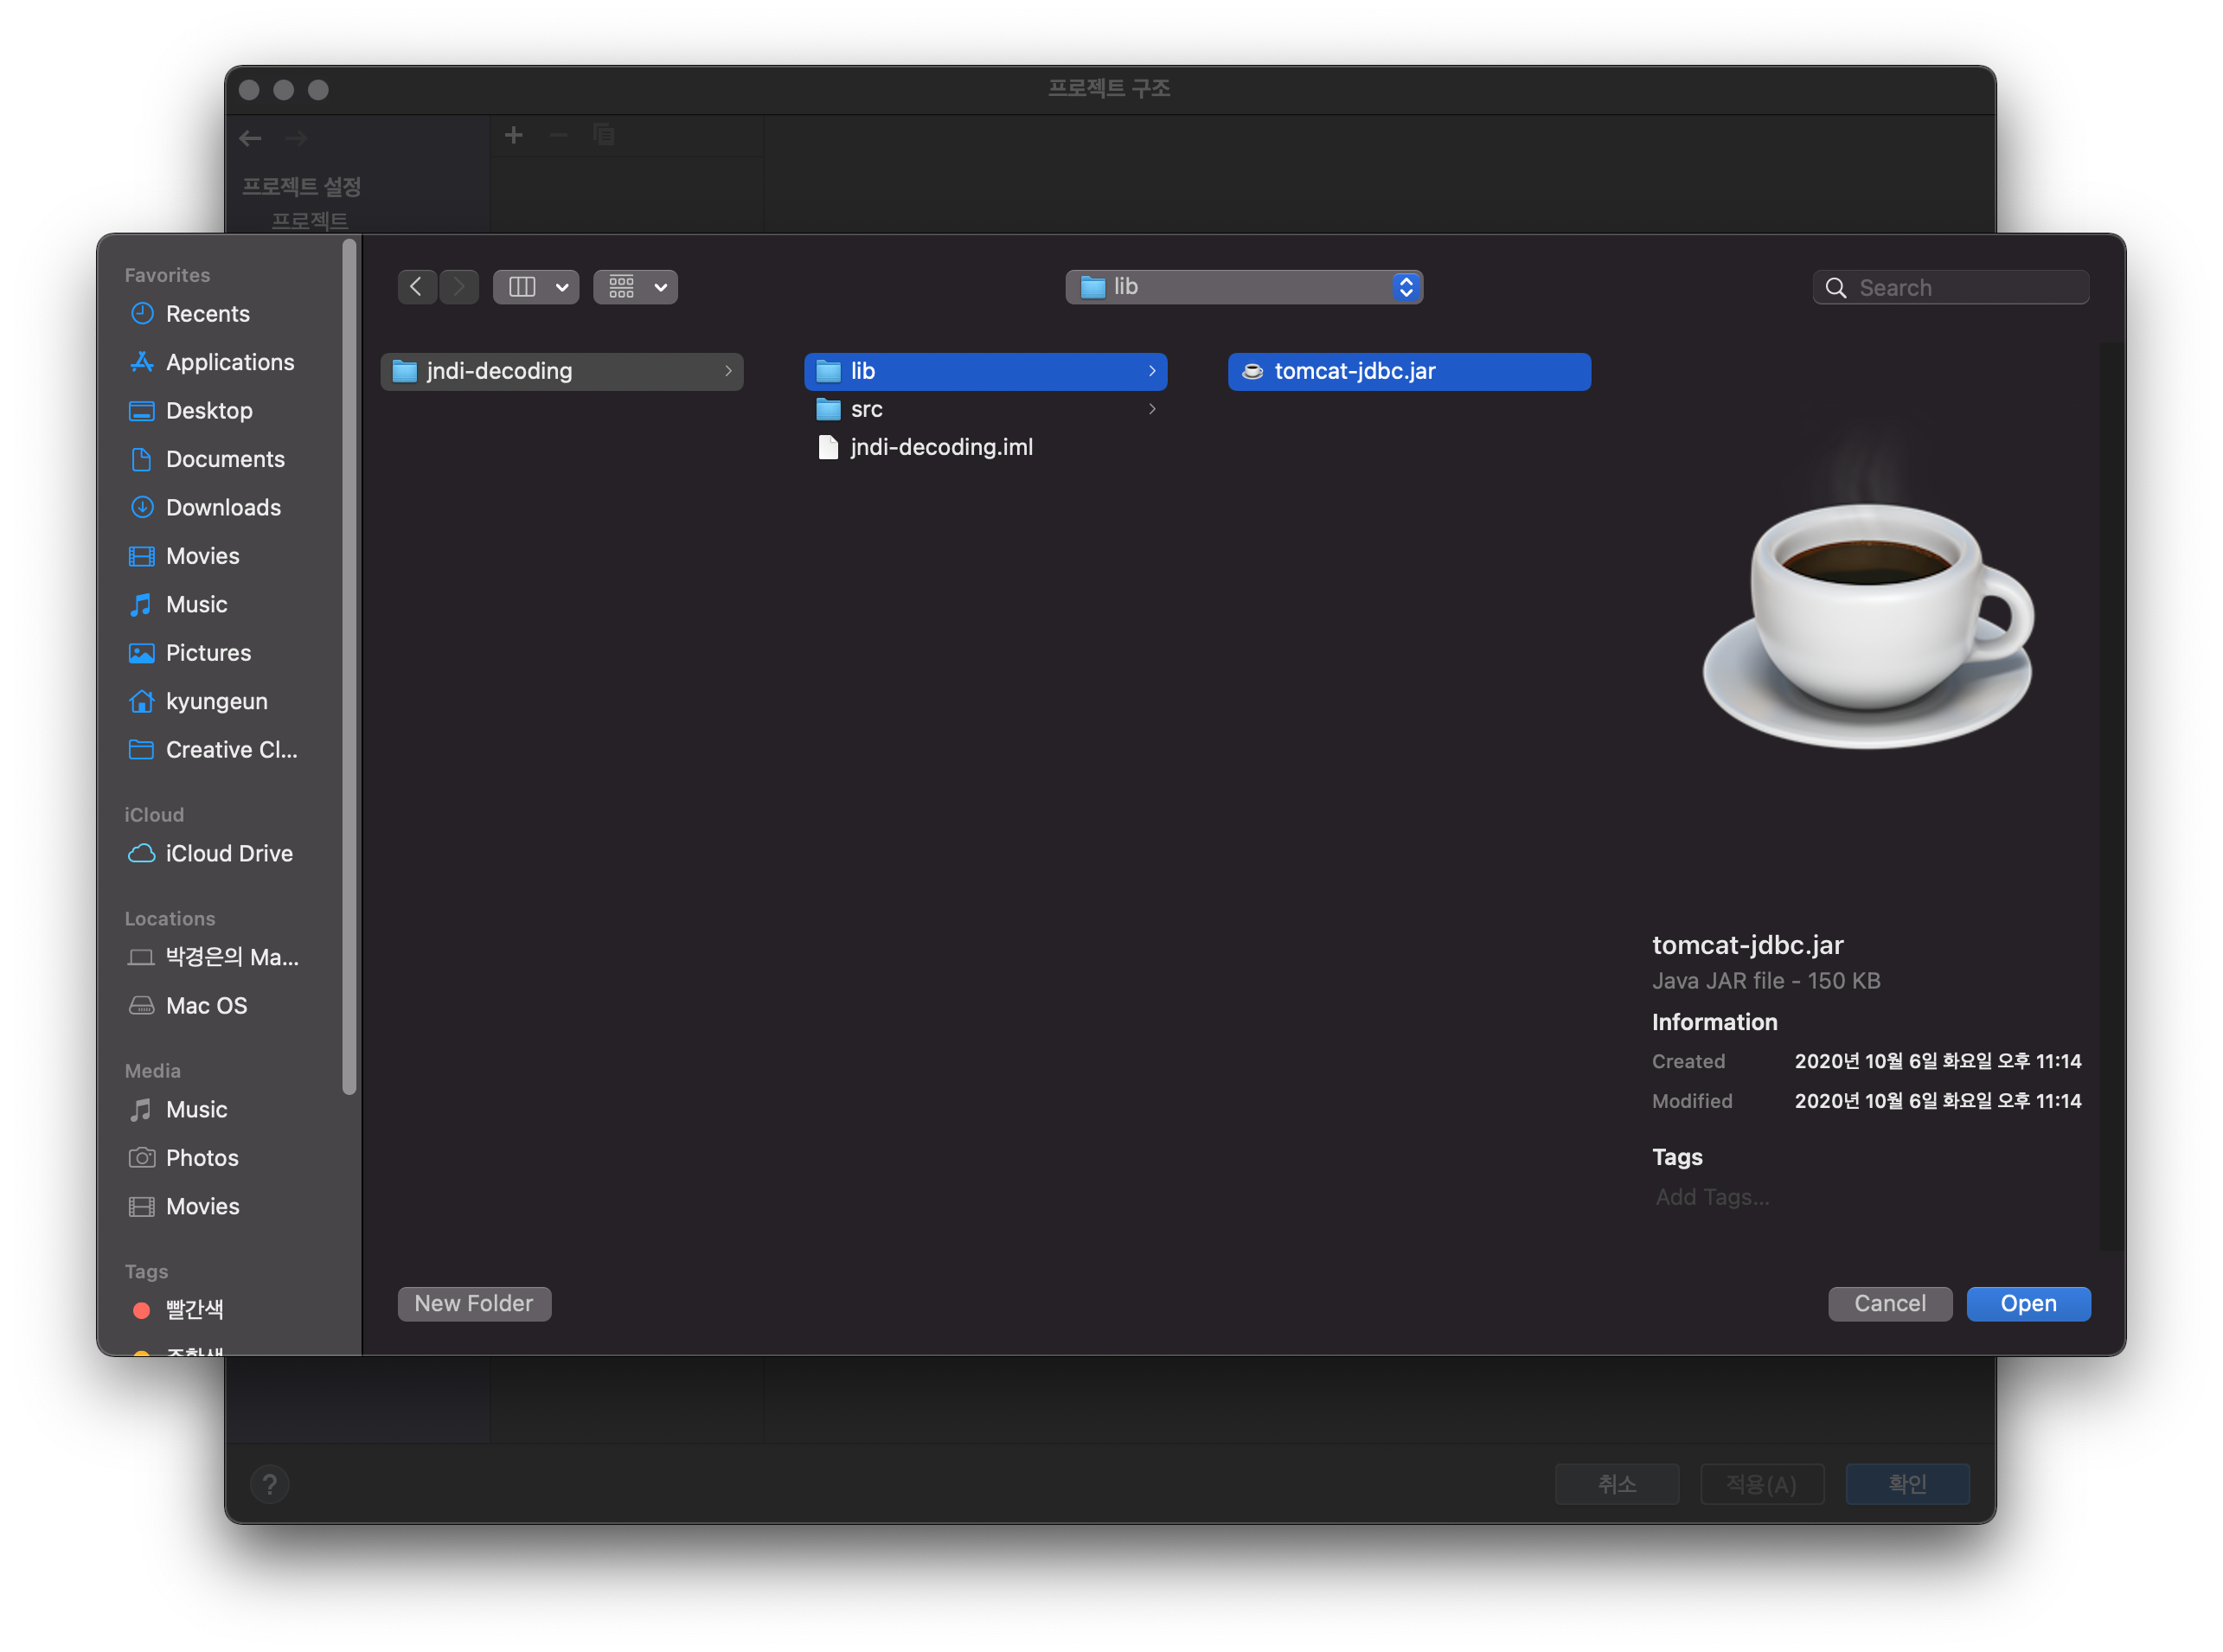 프로젝트 구조
프로젝트 설정
프로젝트
Favorites
Recents
Applications
Desktop
Documents
Downloads
Movies
Music
Pictures
kyungeun
Creative Cl...
iCloud
iCloud Drive
Locations
박경은의 Ma...
Mac OS
Media
Music
Photos
Movies
Tags
빨간색
lib
Search
jndi-decoding
lib
src
jndi-decoding.iml
tomcat-jdbc.jar
tomcat-jdbc.jar
Java JAR file - 150 KB
Information
Created 2020년 10월 6일 화요일 오후 11:14
Modified 2020년 10월 6일 화요일 오후 11:14
Tags
Add Tags...
New Folder
Cancel
Open
?
취소
적용(A)
확인